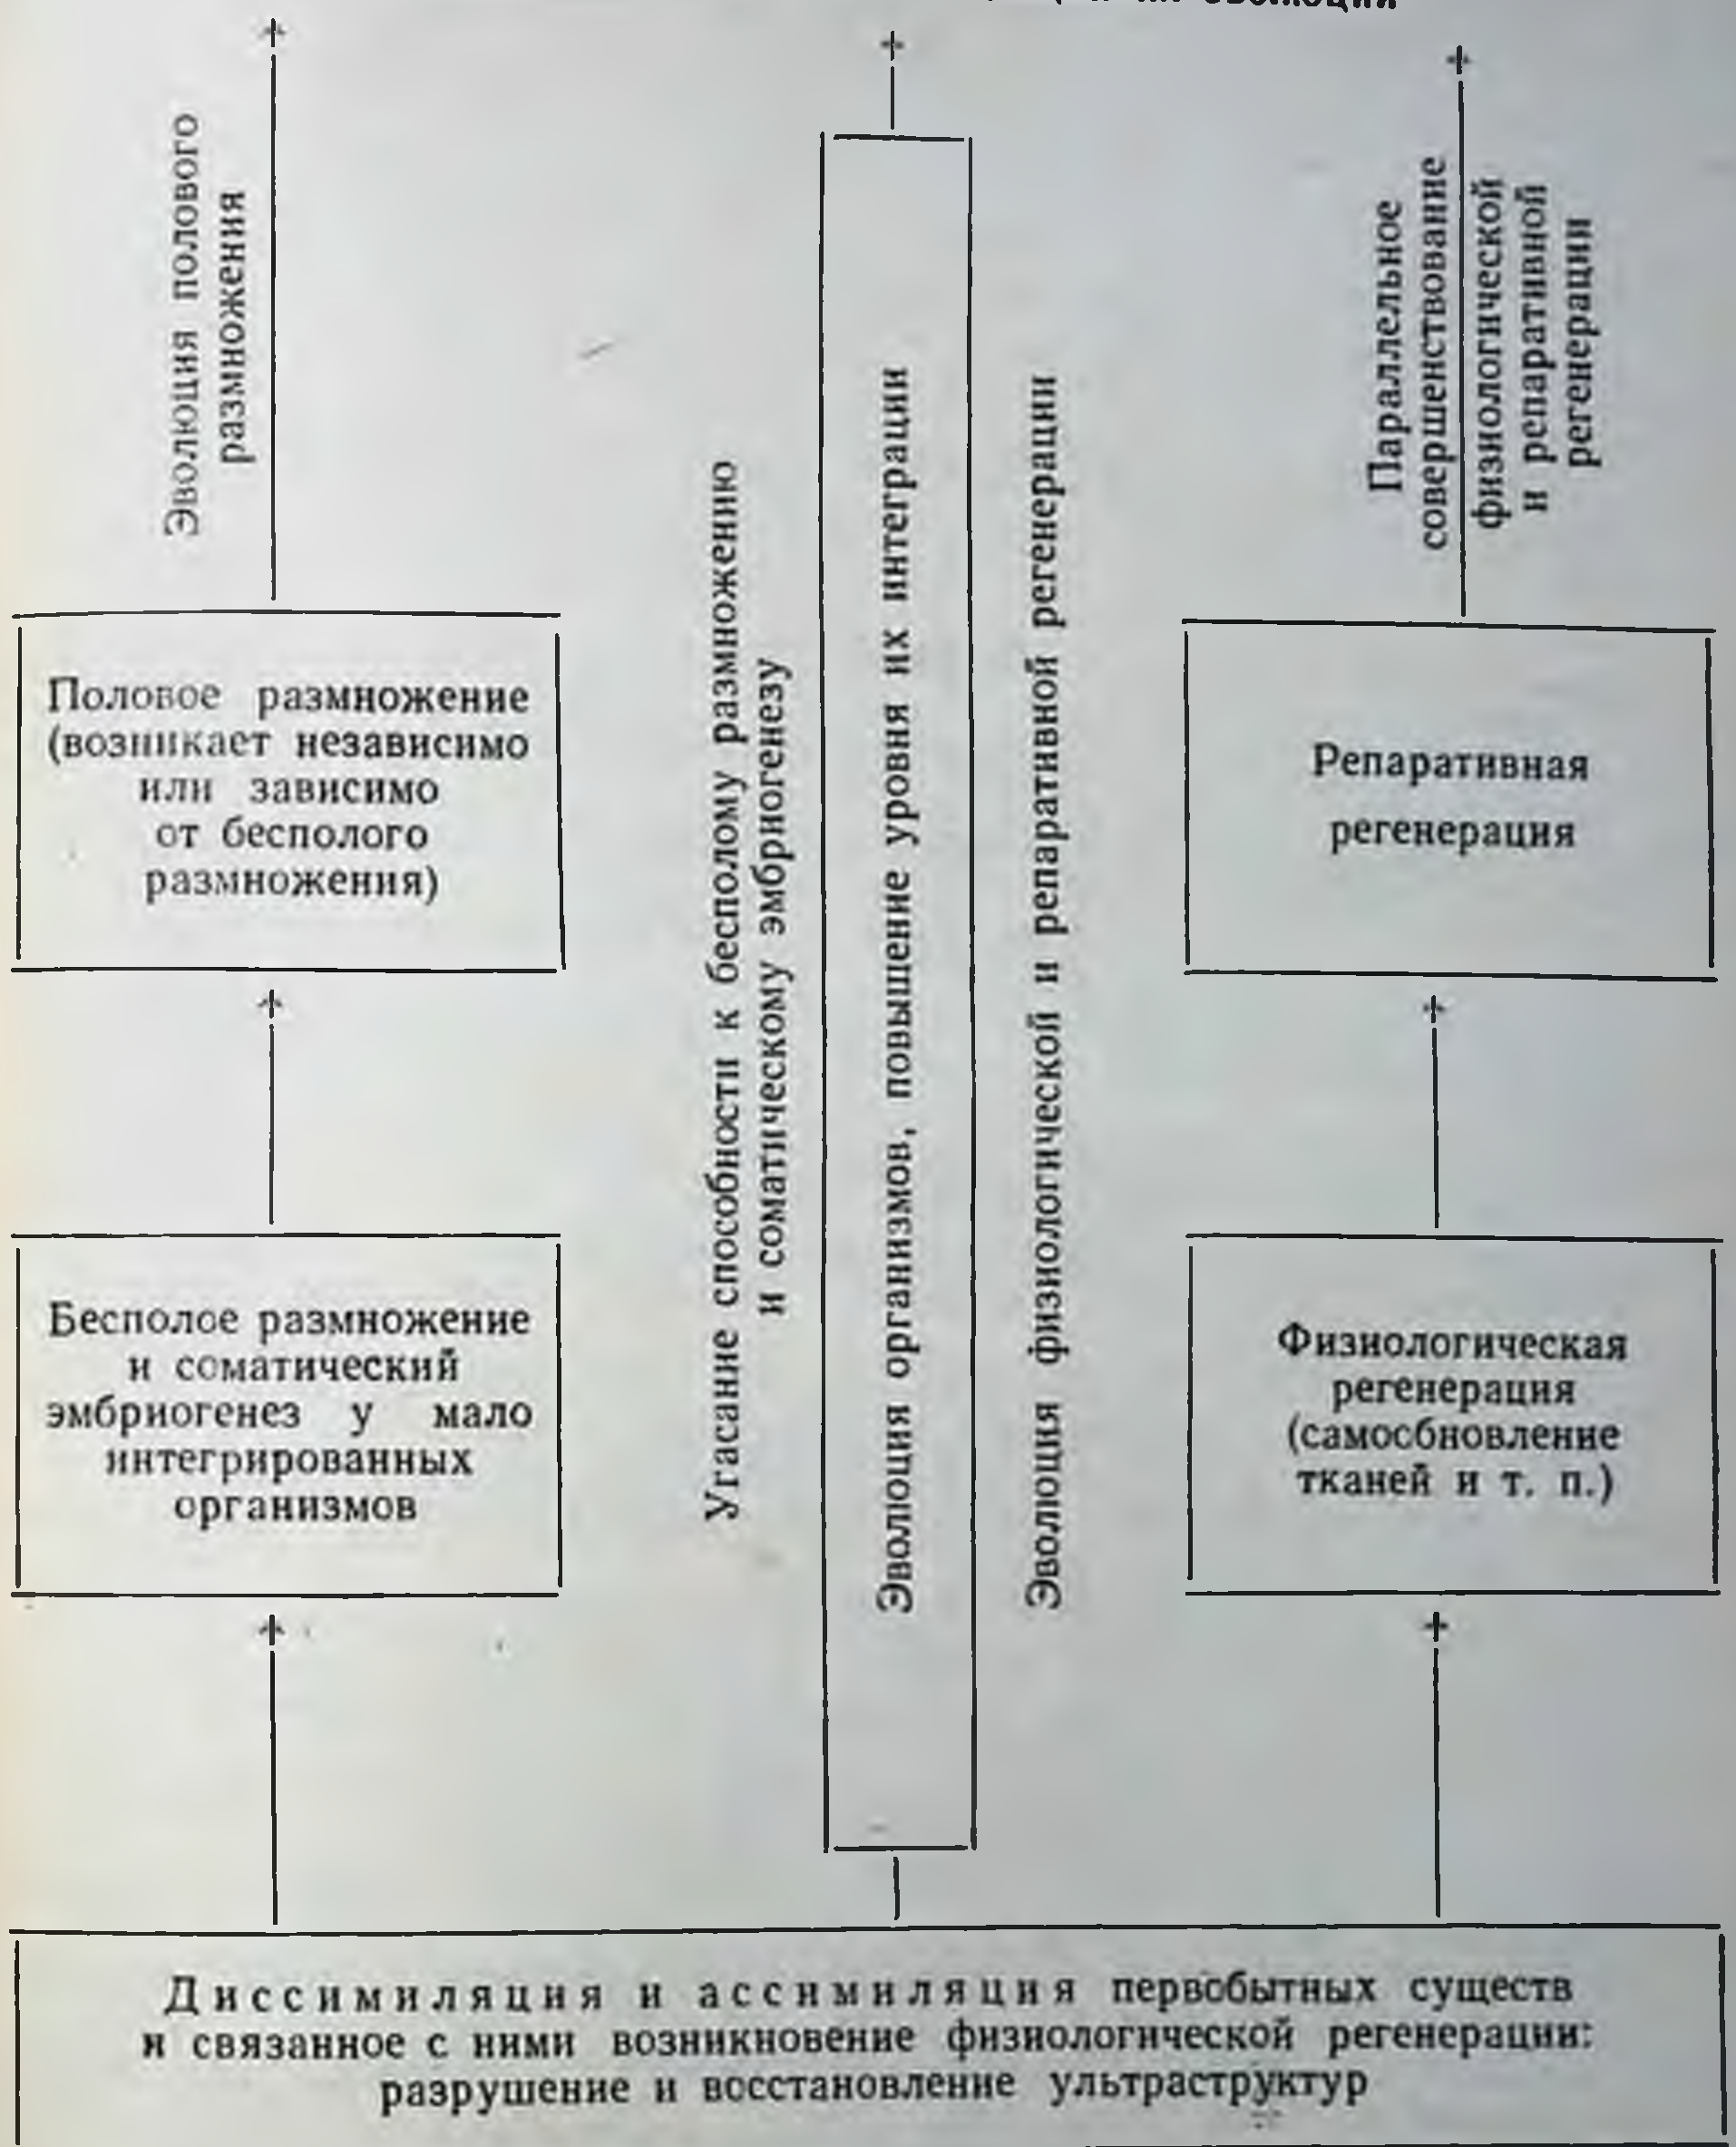 эволюции
Эволюция полового
размножения
Параллельное
совершенствование
физиологической
и репаративной
регенерации
Половое размножение
(возникает независимо
или зависимо
от бесполого
размножения)
Угасание способности к бесполому размножению
и соматическому эмбриогенезу
Эволюция организмов, повышение уровня их интеграции
Эволюция физиологической и репаративной регенерации
Репаративная
регенерация
Бесполое размножение
и соматический
эмбриогенез у мало
интегрированных
организмов
Физиологическая
регенерация
(самосбновление
тканей и т. п.)
Диссимиляция и ассимиляция первобытных существ
и связанное с ними возникновение физиологической регенерации:
разрушение и восстановление ультраструктур